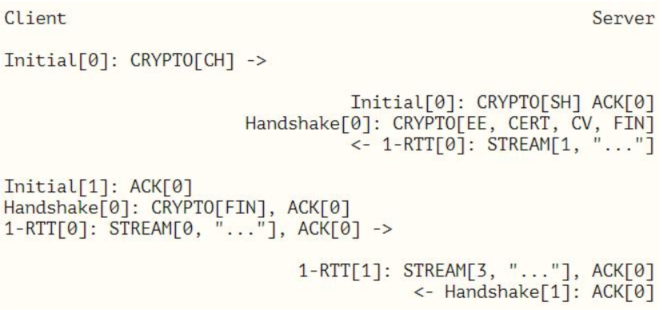 Client Server
Initial[0]: CRYPTO[CH] ->
Initial[0]: CRYPTO[SH] ACK[0]
Handshake[0]: CRYPTO[EE, CERT, CV, FIN]
<- 1-RTT[0]: STREAM[1, "..."]
Initial[1]: ACK[0]
Handshake[0]: CRYPTO[FIN], ACK[0]
1-RTT[0]: STREAM[0, "..."], ACK[0] ->
1-RTT[1]: STREAM[3, "..."], ACK[0]
<- Handshake[1]: ACK[0]